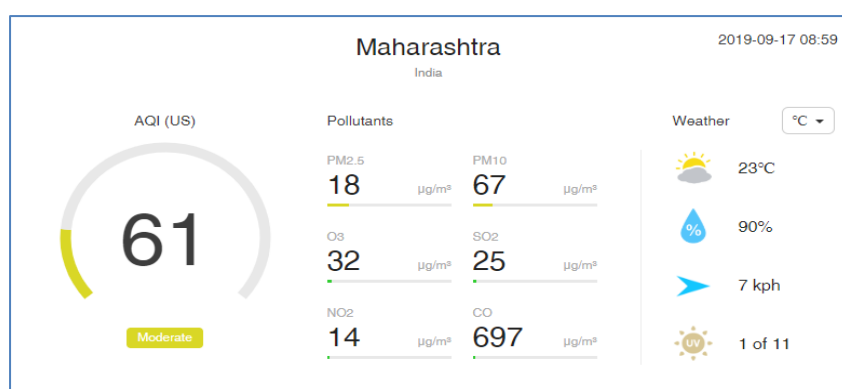 Maharashtra
2019-09-17 08:59
India
AQI (US)
Pollutants
Weather
°C
PM2.5
PM10
18 µg/m³
67 µg/m³
O3
SO2
32 µg/m³
25 µg/m³
NO2
CO
14 µg/m³
697 µg/m³
61
Moderate
23°C
%
90%
7 kph
UV
1 of 11